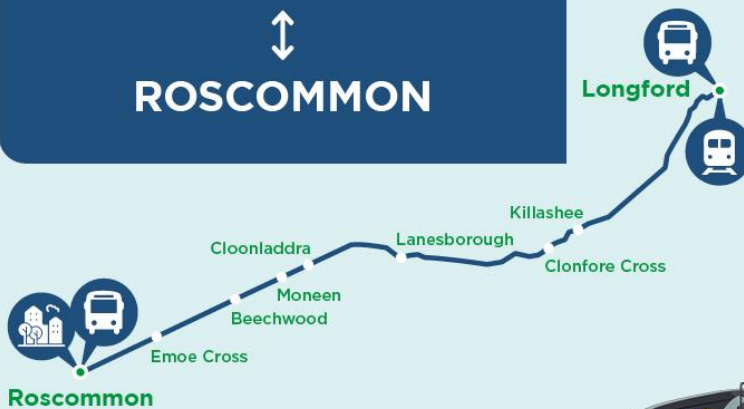 ROSCOMMON
Longford
Killashee
Lanesborough
Clonfore Cross
Cloonladdra
Moneen
Beechwood
Emoe Cross
Roscommon